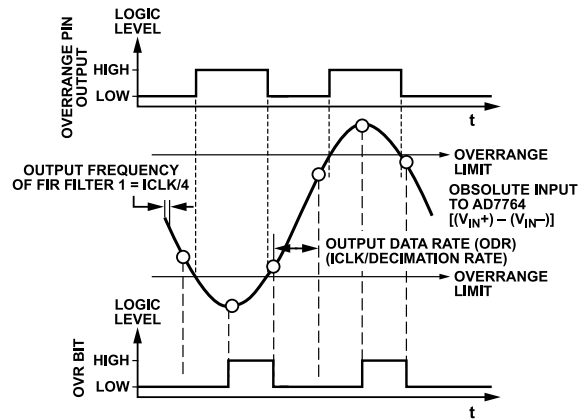 LOGIC
LEVEL
OVERRANGE PIN
OUTPUT
HIGH
LOW
t
OUTPUT FREQUENCY
OF FIR FILTER 1 = ICLK/4
OVERRANGE
LIMIT
OBSOLUTE INPUT
TO AD7764
[(VIN+) – (VIN–)]
OUTPUT DATA RATE (ODR)
(ICLK/DECIMATION RATE)
OVERRANGE
LIMIT
LOGIC
LEVEL
OVR BIT
HIGH
LOW
t